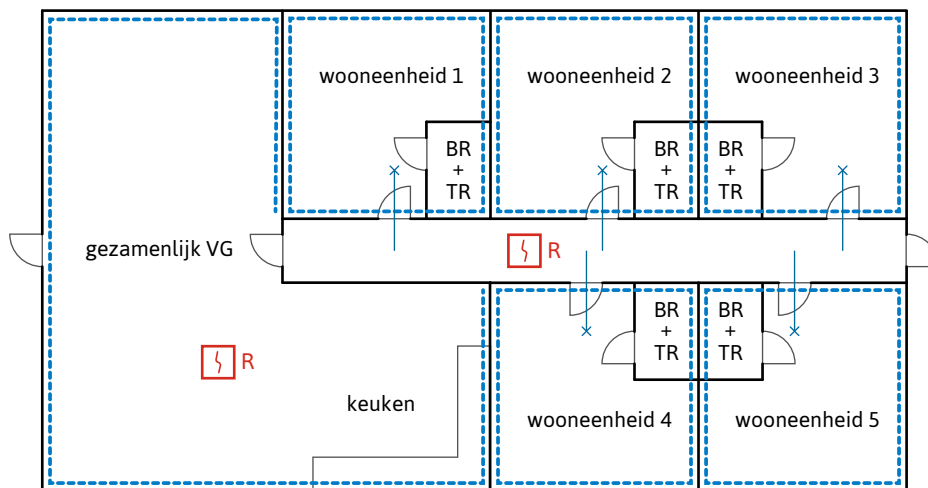 wooneenheid 1
wooneenheid 2
wooneenheid 3
BR
+
TR
BR
+
TR
BR
+
TR
gezamenlijk VG
R
BR
+
TR
BR
+
TR
R
keuken
wooneenheid 4
wooneenheid 5